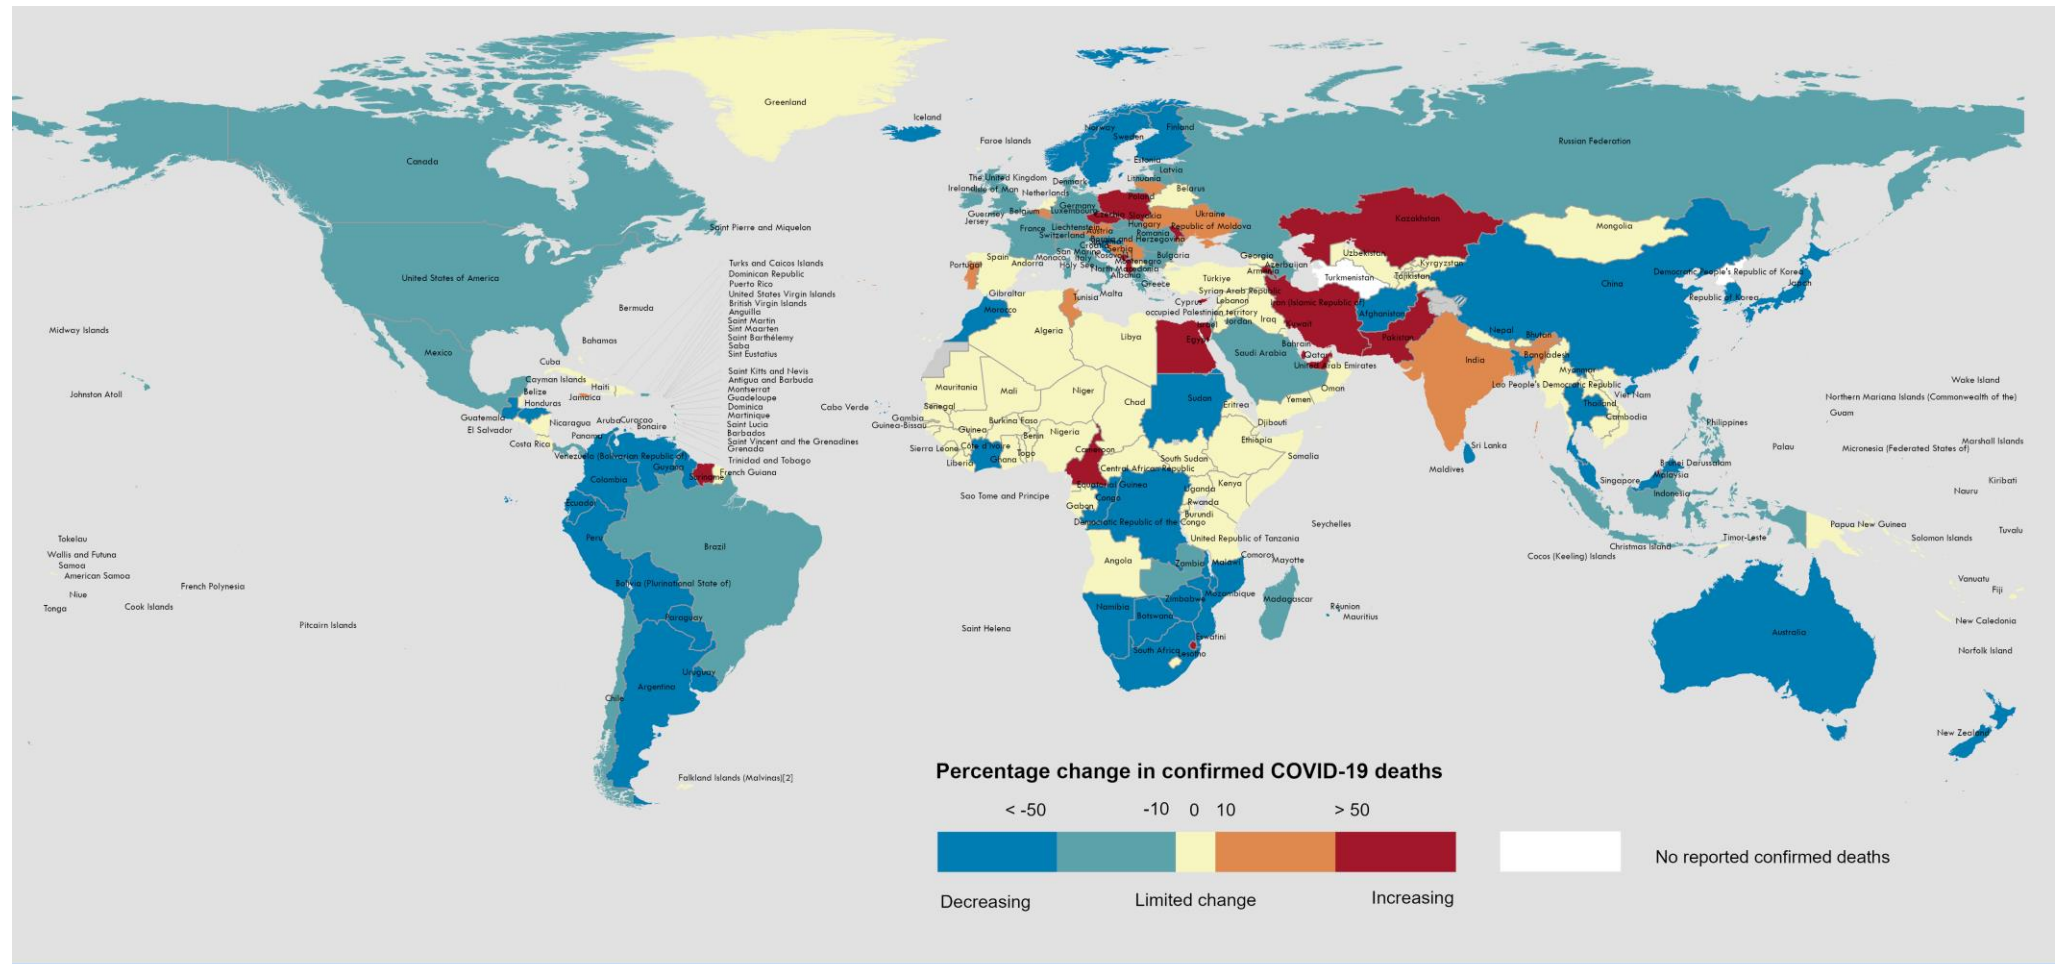 Greenland
Iceland
Faroe Islands
Norway
Sweden
Finland
Russian Federation
Canada
Estonia
Latvia
Lithuania
The United Kingdom
Denmark
Isle of Man
Ireland
Netherlands
Poland
Belarus
Germany
Guernsey
Belgium
Luxembourg
Czechia
Slovakia
Ukraine
Kazakhstan
Jersey
France
Liechtenstein
Austria
Hungary
Republic of Moldova
Mongolia
Saint Pierre and Miquelon
Switzerland
Romania
Bosnia and Herzegovina
Croatia
Serbia
San Marino
Spain
Monaco
Italy
Kosovo
Bulgaria
Georgia
Uzbekistan
Portugal
Andorra
Holy See
Montenegro
North Macedonia
Azerbaijan
Kyrgyzstan
Turks and Caicos Islands
Albania
Armenia
Tajikistan
Democratic People's Republic of Korea
United States of America
Dominican Republic
Türkiye
Turkmenistan
Puerto Rico
Greece
China
Japan
United States Virgin Islands
Gibraltar
Malta
Syrian Arab Republic
Tunisia
Cyprus
Lebanon
Iran (Islamic Republic of)
Republic of Korea
British Virgin Islands
Bermuda
Morocco
occupied Palestinian territory
Afghanistan
Anguilla
Saint Martin
Israel
Jordan
Iraq
Kuwait
Midway Islands
Sint Maarten
Algeria
Libya
Egypt
Pakistan
Nepal
Bhutan
Saint Barthélemy
Bahamas
Bahrain
Saba
Mexico
Sint Eustatius
Saudi Arabia
Qatar
India
Bangladesh
Cuba
United Arab Emirates
Myanmar
Saint Kitts and Nevis
Cayman Islands
Antigua and Barbuda
Haiti
Mauritania
Mali
Niger
Oman
Lao People's Democratic Republic
Wake Island
Johnston Atoll
Belize
Montserrat
Jamaica
Guadeloupe
Viet Nam
Northern Mariana Islands (Commonwealth of the)
Honduras
Dominica
Cabo Verde
Senegal
Chad
Sudan
Eritrea
Yemen
Thailand
Guam
Guatemala
Martinique
Gambia
Cambodia
Nicaragua
Aruba
Curaçao
Saint Lucia
Guinea-Bissau
Burkina Faso
Djibouti
Philippines
El Salvador
Bonaire
Barbados
Guinea
Benin
Nigeria
Ethiopia
Marshall Islands
Costa Rica
Panama
Saint Vincent and the Grenadines
Sierra Leone
Côte d'Ivoire
Cameroon
Sri Lanka
Palau
Micronesia (Federated States of)
Grenada
Liberia
Ghana
Togo
South Sudan
Somalia
Venezuela (Bolivarian Republic of)
Trinidad and Tobago
Central African Republic
Maldives
Brunei Darussalam
Guyana
French Guiana
Malaysia
Colombia
Suriname
Equatorial Guinea
Uganda
Kenya
Singapore
Kiribati
Sao Tome and Principe
Congo
Indonesia
Nauru
Ecuador
Gabon
Rwanda
Burundi
Democratic Republic of the Congo
Seychelles
Papua New Guinea
Tuvalu
Tokelau
Peru
Brazil
United Republic of Tanzania
Timor-Leste
Solomon Islands
Wallis and Futuna
Comoros
Christmas Island
Samoa
Angola
Zambia
Malawi
Mayotte
Cocos (Keeling) Islands
American Samoa
French Polynesia
Bolivia (Plurinational State of)
Vanuatu
Niue
Mozambique
Fiji
Tonga
Cook Islands
Namibia
Zimbabwe
Madagascar
Réunion
Paraguay
Botswana
Mauritius
New Caledonia
Pitcairn Islands
Saint Helena
Eswatini
Australia
South Africa
Lesotho
Norfolk Island
Uruguay
Argentina
Chile
New Zealand
Falkland Islands (Malvinas)[2]
Percentage change in confirmed COVID-19 deaths
< -50 -10 0 10 > 50
No reported confirmed deaths
Decreasing Limited change Increasing